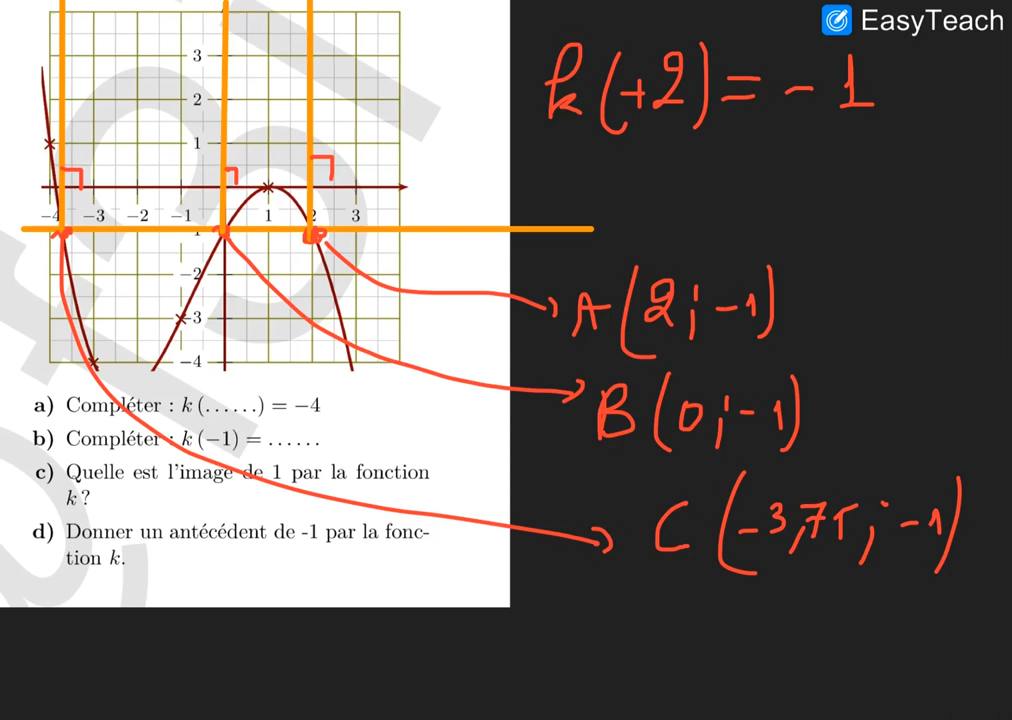 EasyTeach
k(+2) = -1
3
2
1
−4 −3 −2 −1 1 2 3
−2
−3
−4
A(2; -1)
B(0; -1)
C(-3,75; -1)
a) Compléter : k (......) = −4
b) Compléter : k (−1) = ......
c) Quelle est l'image de 1 par la fonction
k ?
d) Donner un antécédent de -1 par la fonc-
tion k.